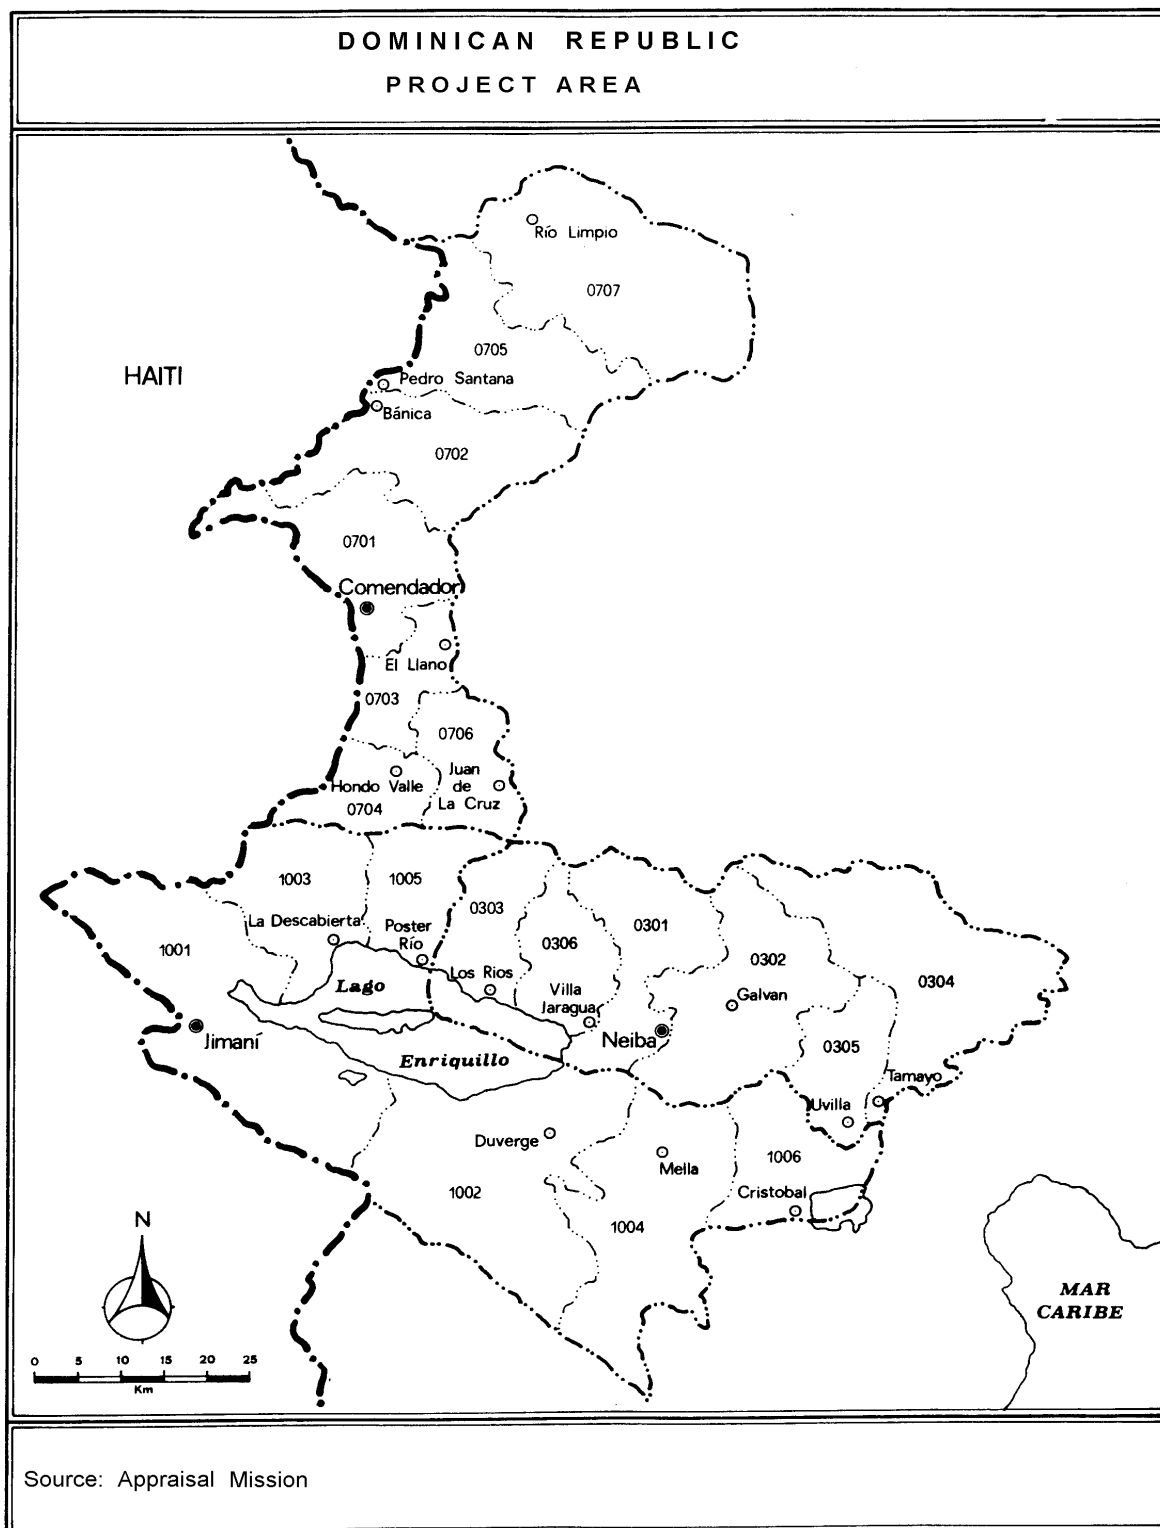 DOMINICAN REPUBLIC
PROJECT AREA
Río Limpio
0707
0705
HAITI
Pedro Santana
Bánica
0702
0701
Comendador
El Llano
0703
0706
Juan
de
La Cruz
Hondo Valle
0704
1003
1005
0303
0301
0306
0302
0304
La Descabierta
Poster
Río
1001
Los Rios
Lago
Villa
Jaragua
Galvan
Jimaní
Neiba
Enriquillo
0305
Tamayo
Uvilla
Duverge
Mella
1006
1002
Cristobal
1004
N
MAR
CARIBE
0 5 10 15 20 25
Km
Source: Appraisal Mission